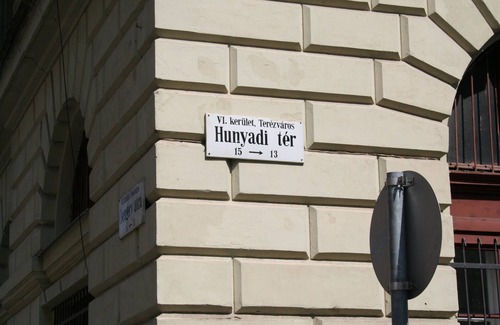 VI. kerület, Terézváros
Hunyadi tér
15 → 13